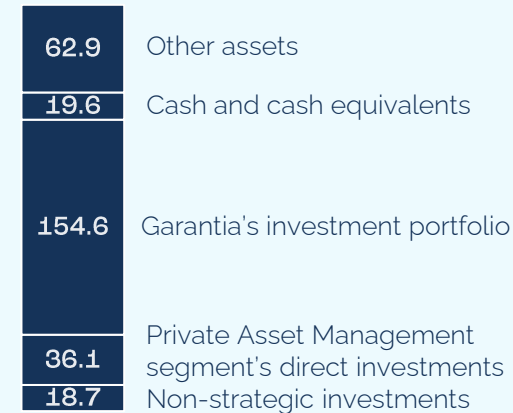 62.9 Other assets
19.6 Cash and cash equivalents
154.6 Garantia's investment portfolio
Private Asset Management
36.1 segment's direct investments
18.7 Non-strategic investments